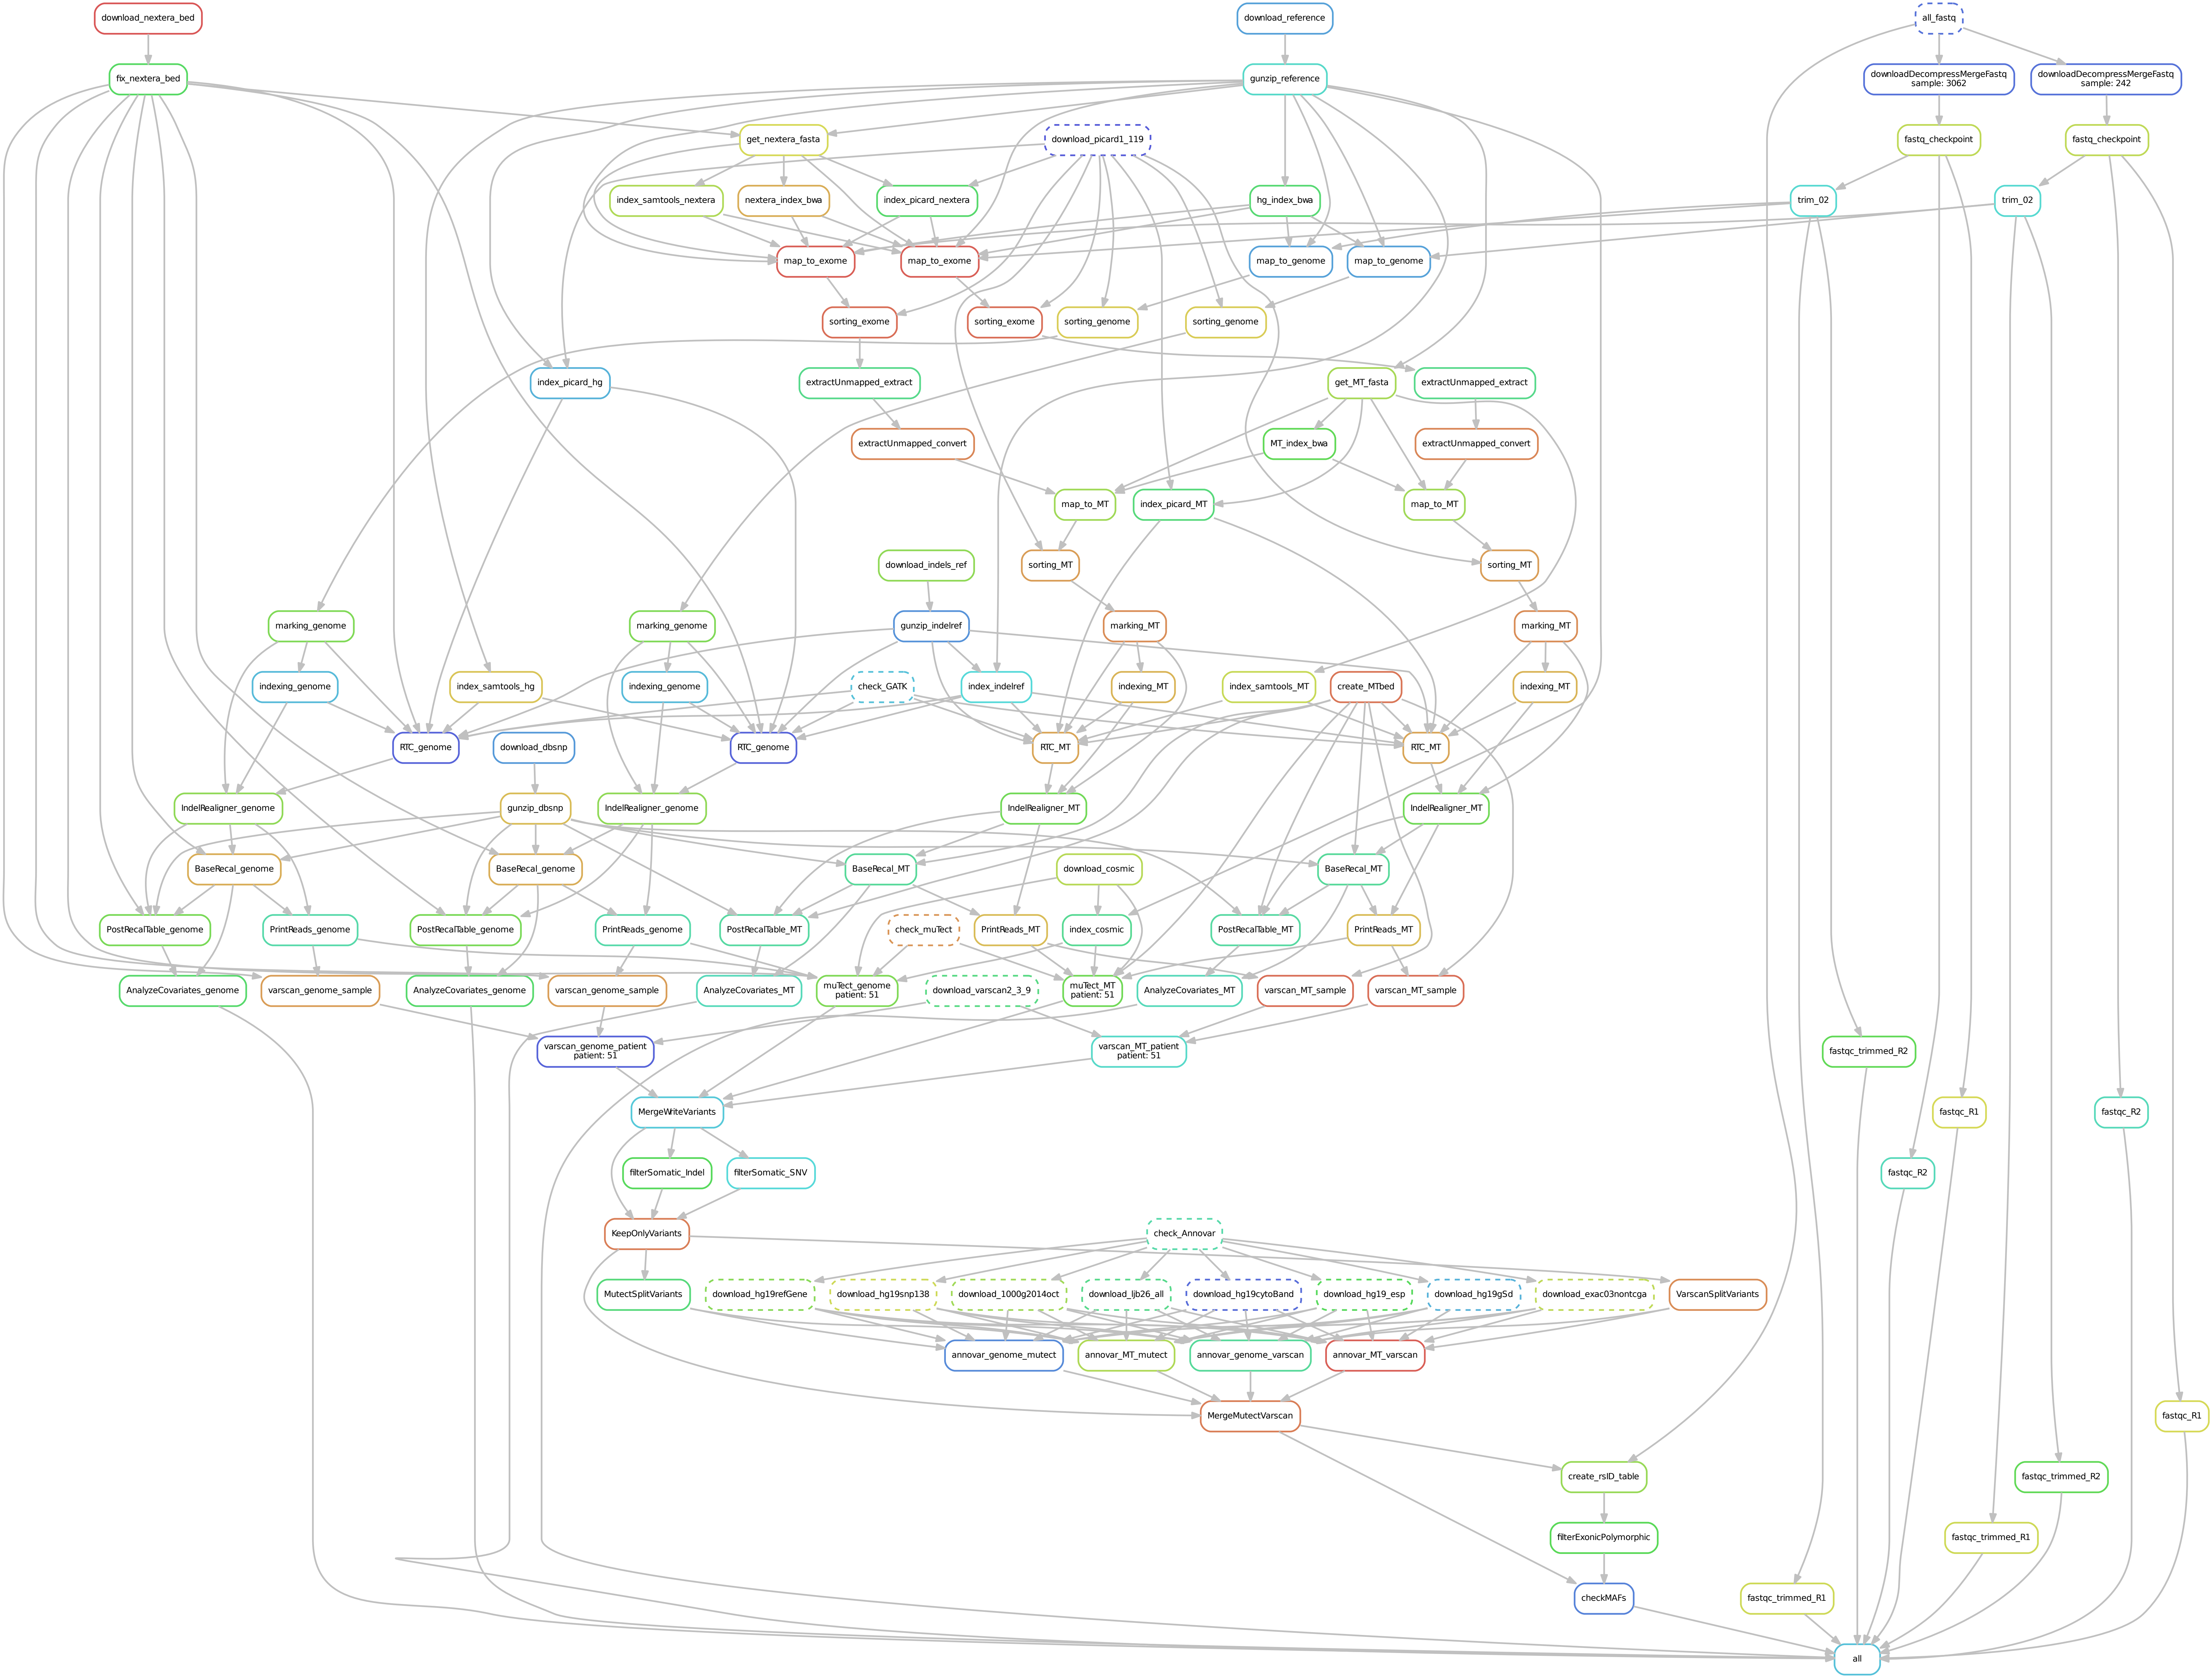 download_nextera_bed
download_reference
all_fastq
fix_nextera_bed
gunzip_reference
downloadDecompressMergeFastq
sample: 3062
downloadDecompressMergeFastq
sample: 242
get_nextera_fasta
download_picard1_119
fastq_checkpoint
fastq_checkpoint
index_samtools_nextera
nextera_index_bwa
index_picard_nextera
hg_index_bwa
trim_02
trim_02
map_to_exome
map_to_exome
map_to_genome
map_to_genome
sorting_exome
sorting_exome
sorting_genome
sorting_genome
index_picard_hg
extractUnmapped_extract
get_MT_fasta
extractUnmapped_extract
extractUnmapped_convert
MT_index_bwa
extractUnmapped_convert
map_to_MT
index_picard_MT
map_to_MT
download_indels_ref
sorting_MT
sorting_MT
marking_genome
marking_genome
gunzip_indelref
marking_MT
marking_MT
indexing_genome
index_samtools_hg
indexing_genome
check_GATK
index_indelref
indexing_MT
index_samtools_MT
create_MTbed
indexing_MT
RTC_genome
download_dbsnp
RTC_genome
RTC_MT
RTC_MT
IndelRealigner_genome
gunzip_dbsnp
IndelRealigner_genome
IndelRealigner_MT
IndelRealigner_MT
BaseRecal_genome
BaseRecal_genome
BaseRecal_MT
download_cosmic
BaseRecal_MT
PostRecalTable_genome
PrintReads_genome
PostRecalTable_genome
PrintReads_genome
PostRecalTable_MT
check_muTect
PrintReads_MT
index_cosmic
PostRecalTable_MT
PrintReads_MT
AnalyzeCovariates_genome
varscan_genome_sample
AnalyzeCovariates_genome
varscan_genome_sample
AnalyzeCovariates_MT
muTect_genome
patient: 51
download_varscan2_3_9
muTect_MT
patient: 51
AnalyzeCovariates_MT
varscan_MT_sample
varscan_MT_sample
varscan_genome_patient
patient: 51
varscan_MT_patient
patient: 51
fastqc_trimmed_R2
MergeWriteVariants
fastqc_R1
fastqc_R2
filterSomatic_Indel
filterSomatic_SNV
fastqc_R2
KeepOnlyVariants
check_Annovar
MutectSplitVariants
download_hg19refGene
download_hg19snp138
download_1000g2014oct
download_ljb26_all
download_hg19cytoBand
download_hg19_esp
download_hg19gSd
download_exac03nontcga
VarscanSplitVariants
annovar_genome_mutect
annovar_MT_mutect
annovar_genome_varscan
annovar_MT_varscan
MergeMutectVarscan
fastqc_R1
create_rsID_table
fastqc_trimmed_R2
filterExonicPolymorphic
fastqc_trimmed_R1
checkMAFs
fastqc_trimmed_R1
all